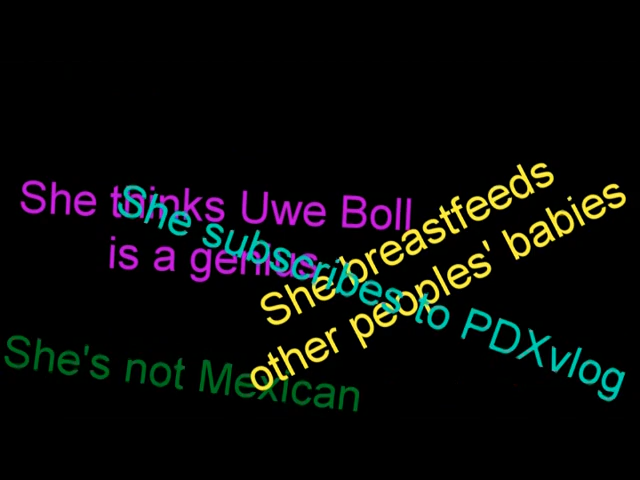 She thinks Uwe Boll
is a genius
She subscribes to PDXvlog
She breastfeeds
other peoples' babies
She's not Mexican